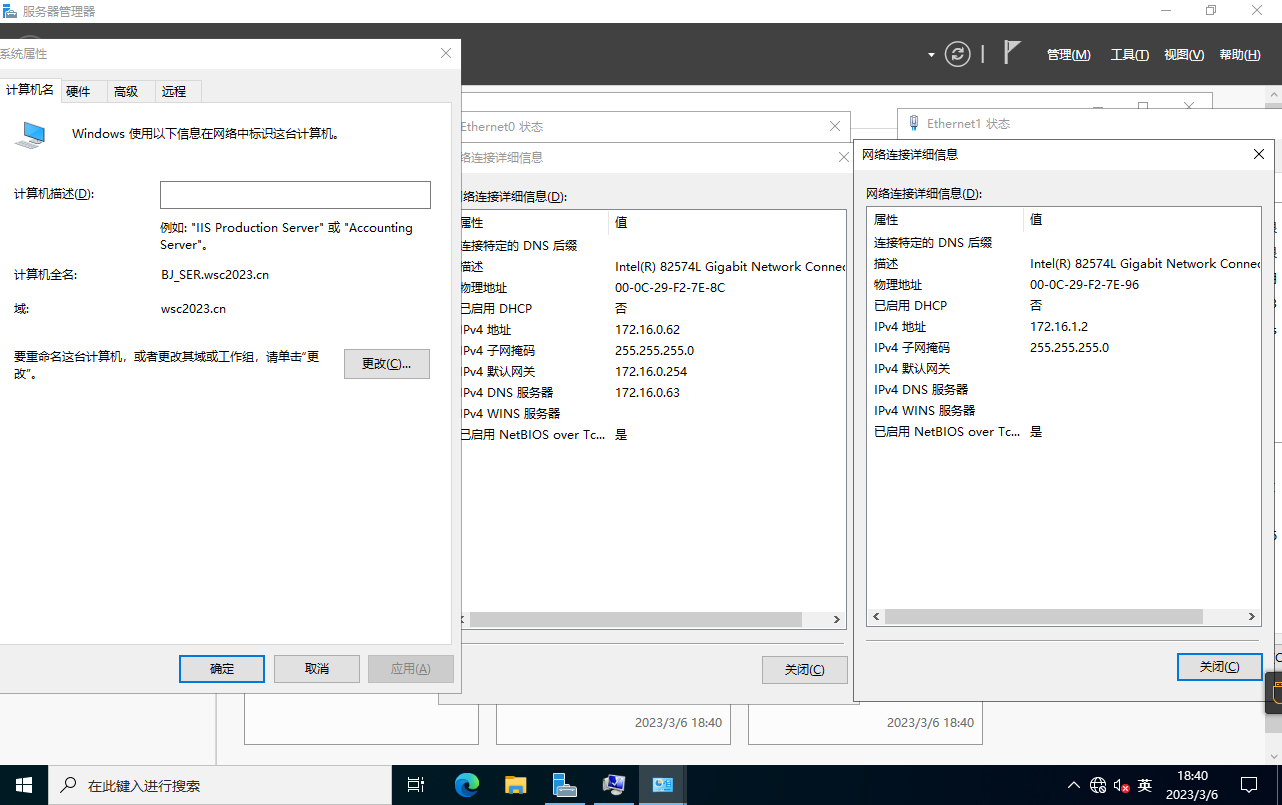 服务器管理器
管理(M) 工具(T) 视图(V) 帮助(H)
系统属性
计算机名 硬件 高级 远程
Windows 使用以下信息在网络中标识这台计算机。
计算机描述(D):
例如: "IIS Production Server" 或 "Accounting
Server"。
计算机全名: BJ_SER.wsc2023.cn
域: wsc2023.cn
要重命名这台计算机，或者更改其域或工作组，请单击“更
改”。
更改(C)...
确定 取消 应用(A)
Ethernet0 状态
络连接详细信息
络连接详细信息(D):
属性 值
连接特定的 DNS 后缀
描述 Intel(R) 82574L Gigabit Network Connec
物理地址 00-0C-29-F2-7E-8C
已启用 DHCP 否
IPv4 地址 172.16.0.62
IPv4 子网掩码 255.255.255.0
IPv4 默认网关 172.16.0.254
IPv4 DNS 服务器 172.16.0.63
IPv4 WINS 服务器
已启用 NetBIOS over Tc... 是
关闭(C)
Ethernet1 状态
网络连接详细信息
网络连接详细信息(D):
属性 值
连接特定的 DNS 后缀
描述 Intel(R) 82574L Gigabit Network Connec
物理地址 00-0C-29-F2-7E-96
已启用 DHCP 否
IPv4 地址 172.16.1.2
IPv4 子网掩码 255.255.255.0
IPv4 默认网关
IPv4 DNS 服务器
IPv4 WINS 服务器
已启用 NetBIOS over Tc... 是
关闭(C)
2023/3/6 18:40
2023/3/6 18:40
在此键入进行搜索
英
18:40
2023/3/6